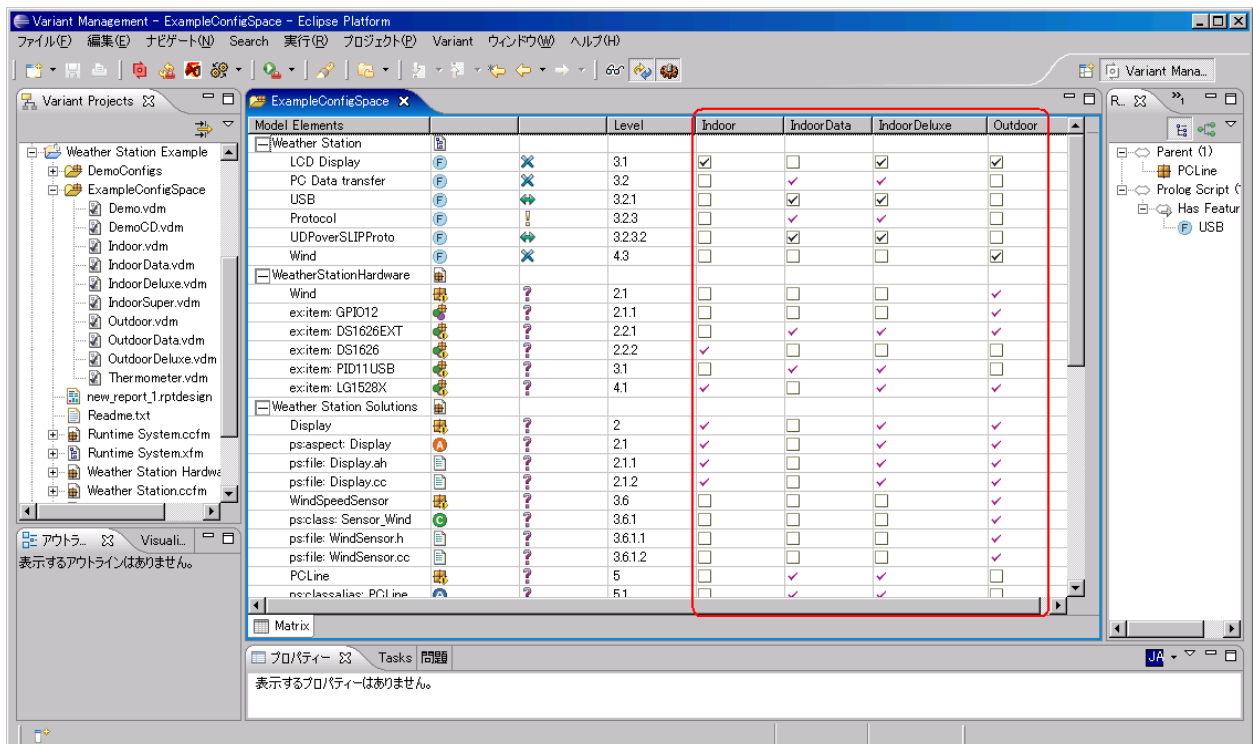 Variant Management - ExampleConfigSpace - Eclipse Platform
ファイル(F) 編集(E) ナビゲート(N) Search 実行(R) プロジェクト(P) Variant ウィンドウ(W) ヘルプ(H)
Variant Mana...
Variant Projects
Weather Station Example
DemoConfigs
ExampleConfigSpace
Demo.vdm
DemoCD.vdm
Indoor.vdm
IndoorData.vdm
IndoorDeluxe.vdm
IndoorSuper.vdm
Outdoor.vdm
OutdoorData.vdm
OutdoorDeluxe.vdm
Thermometer.vdm
new_report_1.rptdesign
Readme.txt
Runtime System.ccfm
Runtime System.xfm
Weather Station Hardwa
Weather Station.ccfm
アウトラ... Visuali...
表示するアウトラインはありません。
ExampleConfigSpace
Model Elements Level Indoor IndoorData IndoorDeluxe Outdoor
Weather Station
LCD Display F 3.1
PC Data transfer F 3.2
USB F 3.2.1
Protocol F 3.2.3
UDPoverSLIPProto F 3.2.3.2
Wind F 4.3
WeatherStationHardware
Wind ? 2.1
ex:item: GPIO12 ? 2.1.1
ex:item: DS1626EXT ? 2.2.1
ex:item: DS1626 ? 2.2.2
ex:item: PID11USB ? 3.1
ex:item: LG1528X ? 4.1
Weather Station Solutions
Display ? 2
ps:aspect: Display A ? 2.1
ps:file: Display.ah ? 2.1.1
ps:file: Display.cc ? 2.1.2
WindSpeedSensor ? 3.6
ps:class: Sensor_Wind C ? 3.6.1
ps:file: WindSensor.h ? 3.6.1.1
ps:file: WindSensor.cc ? 3.6.1.2
PCLine ? 5
ps:classalias: PCLine ? 5.1
Matrix
R...
Parent (1)
PCLine
Prolog Script (
Has Featur
F USB
プロパティー Tasks 問題
JA
表示するプロパティーはありません。